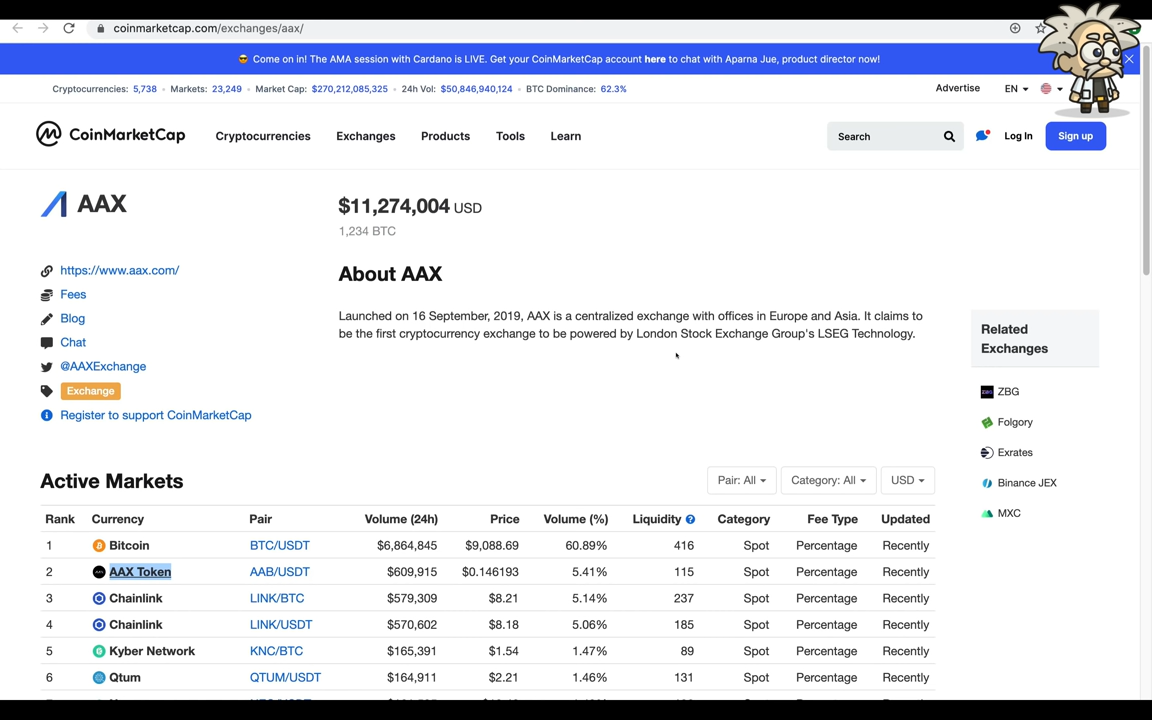 coinmarketcap.com/exchanges/aax/
Come on in! The AMA session with Cardano is LIVE. Get your CoinMarketCap account here to chat with Aparna Jue, product director now!
Cryptocurrencies: 5,738 • Markets: 23,249 • Market Cap: $270,212,085,325 • 24h Vol: $50,846,940,124 • BTC Dominance: 62.3%
Advertise EN
CoinMarketCap Cryptocurrencies Exchanges Products Tools Learn Search Log In Sign up
AAX
$11,274,004 USD
1,234 BTC
https://www.aax.com/
Fees
Blog
Chat
@AAXExchange
Exchange
Register to support CoinMarketCap
About AAX
Launched on 16 September, 2019, AAX is a centralized exchange with offices in Europe and Asia. It claims to
be the first cryptocurrency exchange to be powered by London Stock Exchange Group's LSEG Technology.
Related
Exchanges
ZBG
Folgory
Exrates
Binance JEX
MXC
Active Markets
Pair: All Category: All USD
Rank Currency Pair Volume (24h) Price Volume (%) Liquidity Category Fee Type Updated
1 Bitcoin BTC/USDT $6,864,845 $9,088.69 60.89% 416 Spot Percentage Recently
2 AAX Token AAB/USDT $609,915 $0.146193 5.41% 115 Spot Percentage Recently
3 Chainlink LINK/BTC $579,309 $8.21 5.14% 237 Spot Percentage Recently
4 Chainlink LINK/USDT $570,602 $8.18 5.06% 185 Spot Percentage Recently
5 Kyber Network KNC/BTC $165,391 $1.54 1.47% 89 Spot Percentage Recently
6 Qtum QTUM/USDT $164,911 $2.21 1.46% 131 Spot Percentage Recently